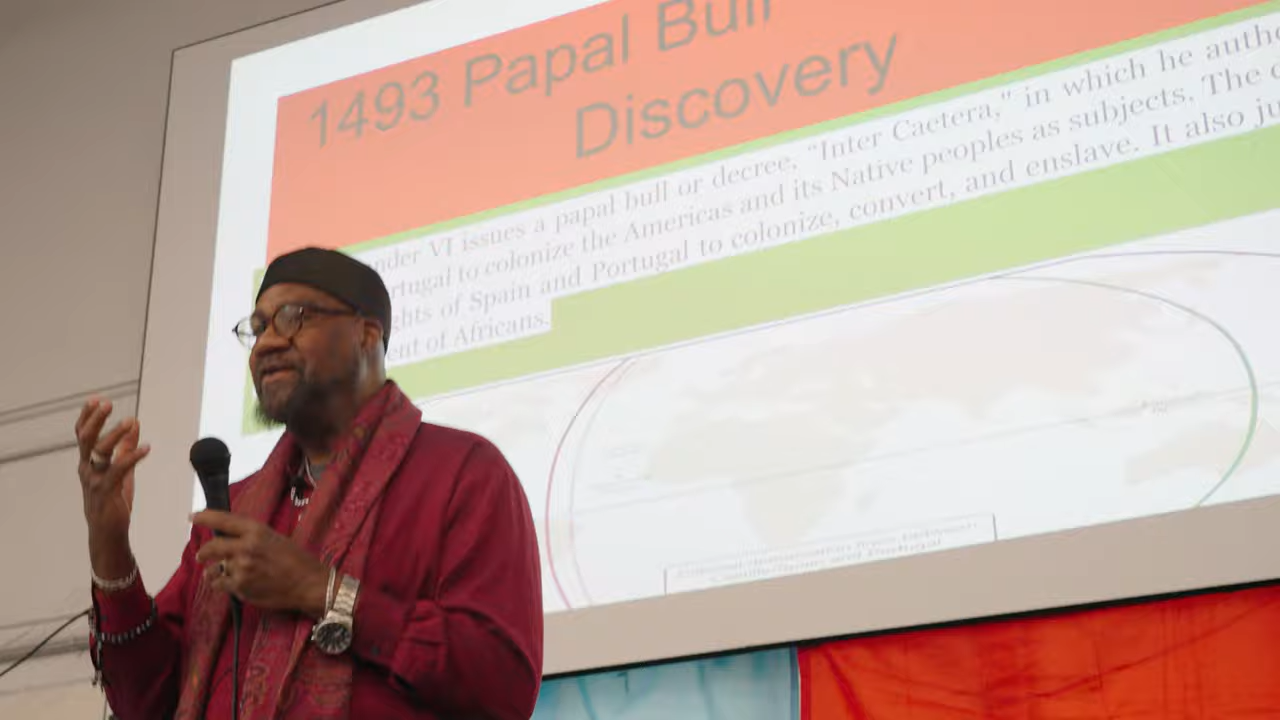 1493 Papal Bull
Discovery
nder VI issues a papal bull or decree, “Inter Caetera,” in which he autho
rtugal to colonize the Americas and its Native peoples as subjects. The d
ghts of Spain and Portugal to colonize, convert, and enslave. It also ju
ent of Africans.